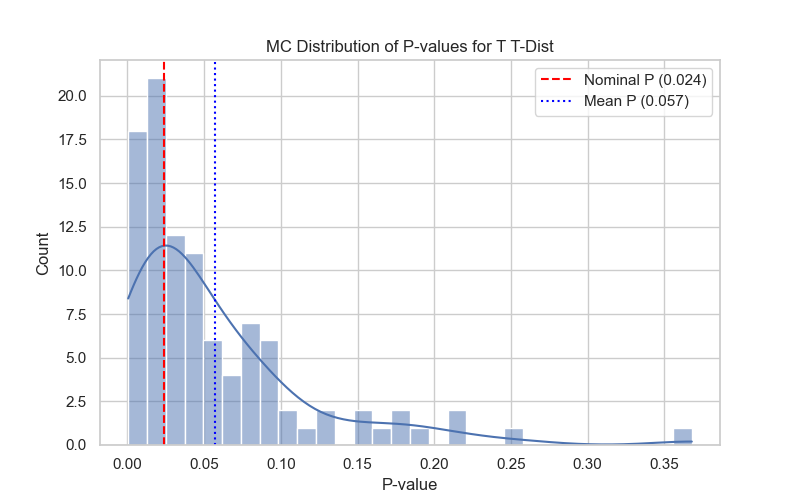 MC Distribution of P-values for T T-Dist
Nominal P (0.024)
Mean P (0.057)
Count
20.0
17.5
15.0
12.5
10.0
7.5
5.0
2.5
0.0
0.00 0.05 0.10 0.15 0.20 0.25 0.30 0.35
P-value